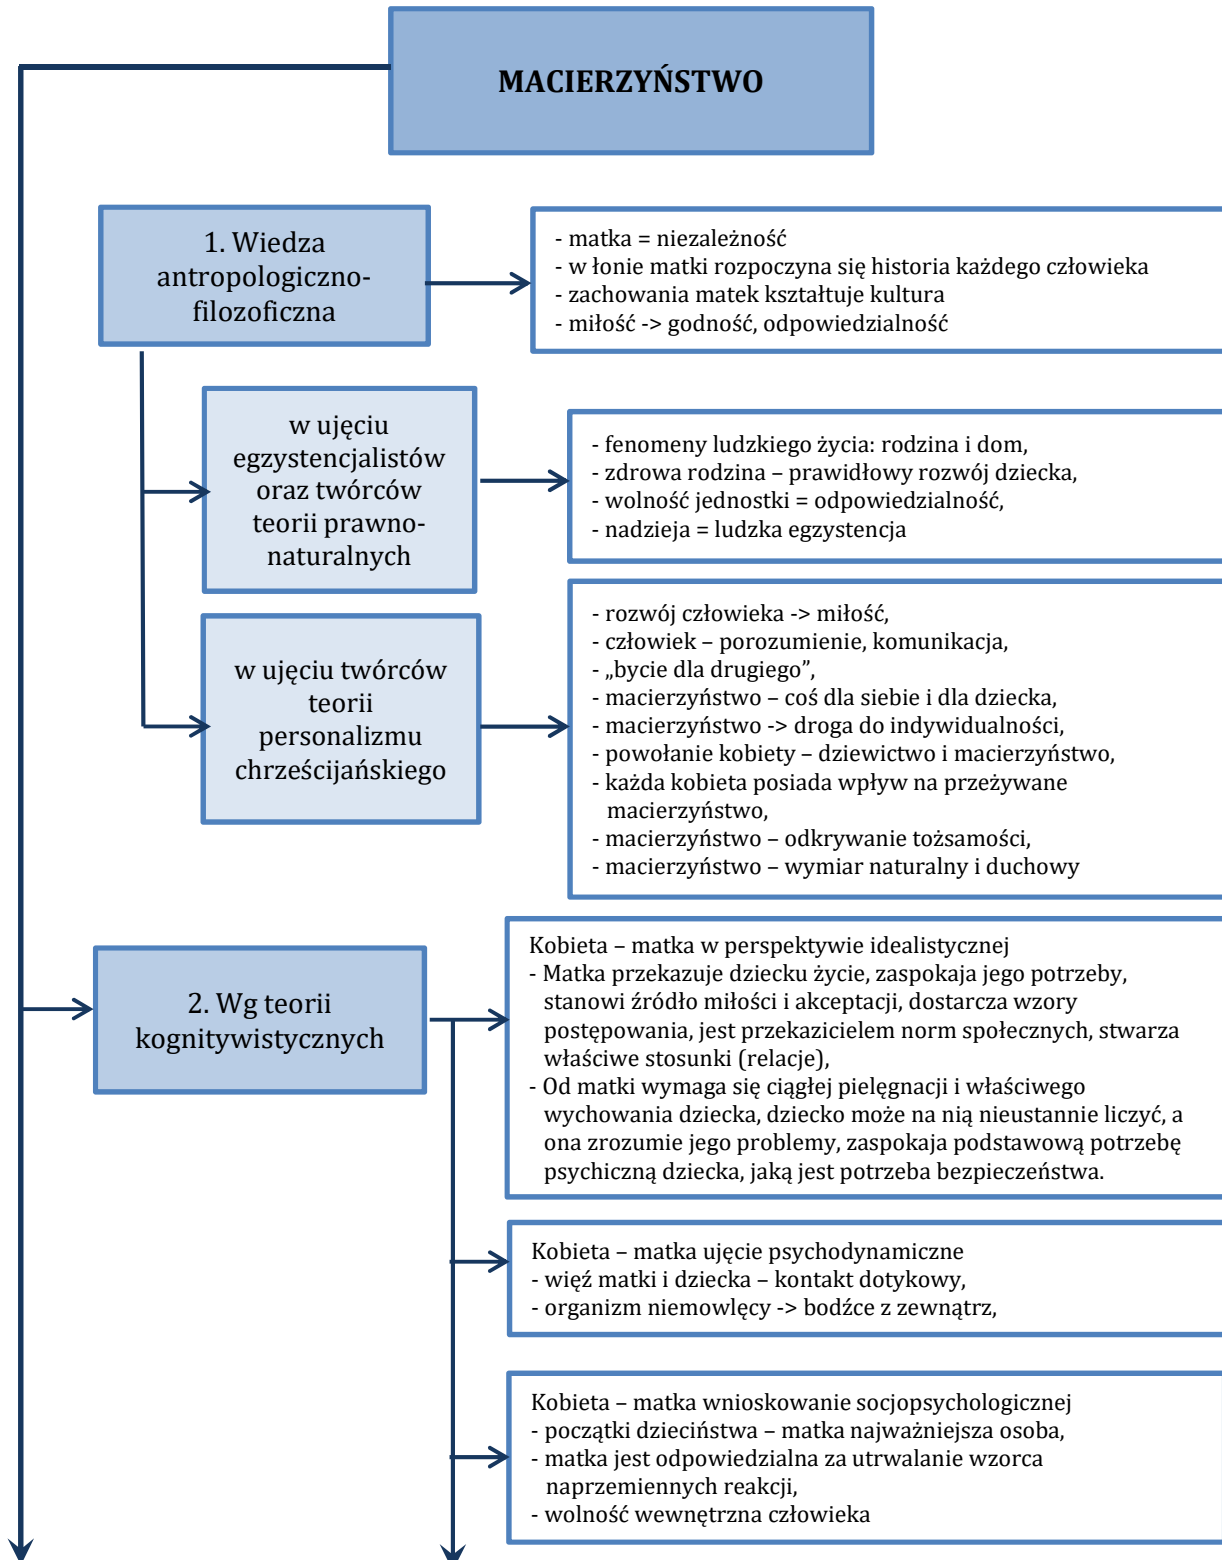 MACIERZYŃSTWO
1. Wiedza
antropologiczno-
filozoficzna
- matka = niezależność
- w łonie matki rozpoczyna się historia każdego człowieka
- zachowania matek kształtuje kultura
- miłość -> godność, odpowiedzialność
w ujęciu
egzystencjalistów
oraz twórców
teorii prawno-
naturalnych
- fenomeny ludzkiego życia: rodzina i dom,
- zdrowa rodzina – prawidłowy rozwój dziecka,
- wolność jednostki = odpowiedzialność,
- nadzieja = ludzka egzystencja
w ujęciu twórców
teorii
personalizmu
chrześcijańskiego
- rozwój człowieka -> miłość,
- człowiek – porozumienie, komunikacja,
- „bycie dla drugiego”,
- macierzyństwo – coś dla siebie i dla dziecka,
- macierzyństwo -> droga do indywidualności,
- powołanie kobiety – dziewictwo i macierzyństwo,
- każda kobieta posiada wpływ na przeżywane
macierzyństwo,
- macierzyństwo – odkrywanie tożsamości,
- macierzyństwo – wymiar naturalny i duchowy
2. Wg teorii
kognitywistycznych
Kobieta – matka w perspektywie idealistycznej
- Matka przekazuje dziecku życie, zaspokaja jego potrzeby,
stanowi źródło miłości i akceptacji, dostarcza wzory
postępowania, jest przekazicielem norm społecznych, stwarza
właściwe stosunki (relacje),
- Od matki wymaga się ciągłej pielęgnacji i właściwego
wychowania dziecka, dziecko może na nią nieustannie liczyć, a
ona zrozumie jego problemy, zaspokaja podstawową potrzebę
psychiczną dziecka, jaką jest potrzeba bezpieczeństwa.
Kobieta – matka ujęcie psychodynamiczne
- więź matki i dziecka – kontakt dotykowy,
- organizm niemowlęcy -> bodźce z zewnątrz,
Kobieta – matka wnioskowanie socjopsychologicznej
- początki dzieciństwa – matka najważniejsza osoba,
- matka jest odpowiedzialna za utrwalanie wzorca
naprzemiennych reakcji,
- wolność wewnętrzna człowieka